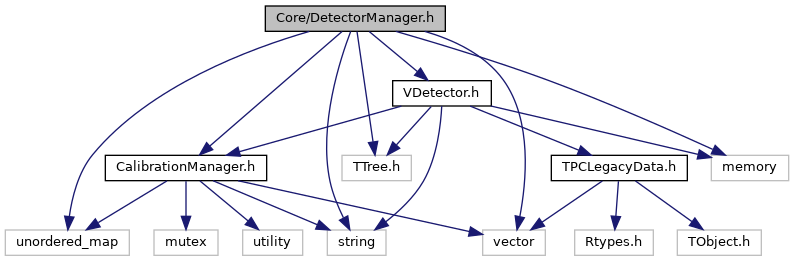 Core/DetectorManager.h
VDetector.h
CalibrationManager.h
TTree.h
TPCLegacyData.h
memory
unordered_map
mutex
utility
string
vector
Rtypes.h
TObject.h